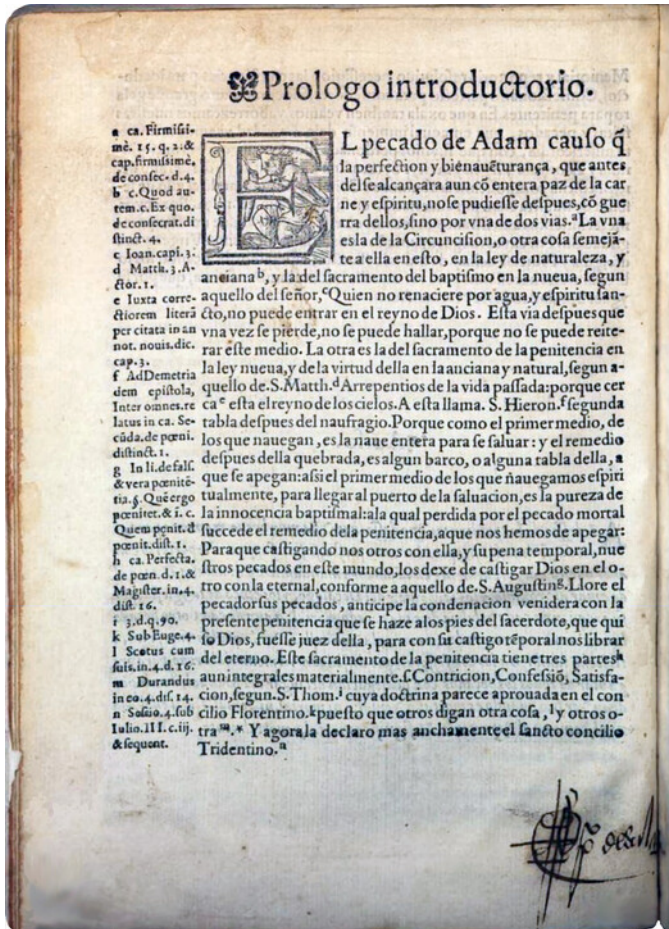 Prologo introductorio.
a ca. Firmissi-
mè. 15. q. 2. &
cap. firmissimè.
de consec. d. 4.
b c. Quod au-
tem. c. Ex quo.
de consecrat. di
stinct. 4.
c Ioan. capi. 3.
d Matth. 3. A-
ctor. 1.
e Iuxta corre-
ctiorem literã
per citata in an
not. nouis. dic.
cap. 3.
f Ad Demetria
dem epistola,
Inter omnes. re
latus in ca. Se-
cũda. de pœni.
distinct. 1.
g In li. de fals.
& vera pœnitẽ-
tia. §. Quẽ ergo
pœnitet. & i. c.
Quem penit. d
pœnit. dist. 1.
h ca. Perfecta.
de pœn. d. 1. &
Magister. in. 4.
dist. 16.
i 3. d. q. 90.
k Sub Euge. 4.
l Scotus cum
suis. in. 4. d. 16.
m Durandus
in eo. 4. dis. 14.
n Sessio. 4. sub
Iulio. III. c. iij.
& sequent.
EL pecado de Adam causo q̃
la perfection y bienauẽturança, que antes
del se alcançara aun cõ entera paz de la car
ne y espiritu, no se pudiesse despues, cõ gue
rra dellos, sino por vna de dos vias. a La vna
es la de la Circuncision, o otra cosa semejã-
te a ella en esto, en la ley de naturaleza, y
anciana b, y la del sacramento del baptismo en la nueua, segun
aquello del señor, c Quien no renaciere por agua, y espiritu san-
cto, no puede entrar en el reyno de Dios. Esta via despues que
vna vez se pierde, no se puede hallar, porque no se puede reite-
rar este medio. La otra es la del sacramento de la penitencia en
la ley nueua, y de la virtud della en la anciana y natural, segun a-
quello de. S. Matth. d Arrepentios de la vida passada: porque cer
ca e esta el reyno de los cielos. A esta llama. S. Hieron. f segunda
tabla despues del naufragio. Porque como el primer medio, de
los que nauegan, es la naue entera para se saluar: y el remedio
despues della quebrada, es algun barco, o alguna tabla della, a
que se apegan: assi el primer medio de los que nauegamos espiri
tualmente, para llegar al puerto de la saluacion, es la pureza de
la innocencia baptismal: ala qual perdida por el pecado mortal
succede el remedio dela penitencia, aque nos hemos de apegar:
Para que castigando nos otros con ella, y su pena temporal, nue
stros pecados en este mundo, los dexe de castigar Dios en el o-
tro con la eternal, conforme a aquello de. S. Augustin g. Llore el
pecador sus pecados, anticipe la condenacion venidera con la
presente penitencia que se haze alos pies del sacerdote, que qui
so Dios, fuesse juez della, para con su castigo tẽporal nos librar
del eterno. Este sacramento de la penitencia tiene tres partes h
aun integrales materialmente. s. Contricion, Confessiõ, Satisfa-
cion, segun. S. Thom. i cuya doctrina parece aprouada en el con
cilio Florentino. k puesto que otros digan otra cosa, l y otros o-
tra m. * Y agora la declaro mas anchamente el sancto concilio
Tridentino. n